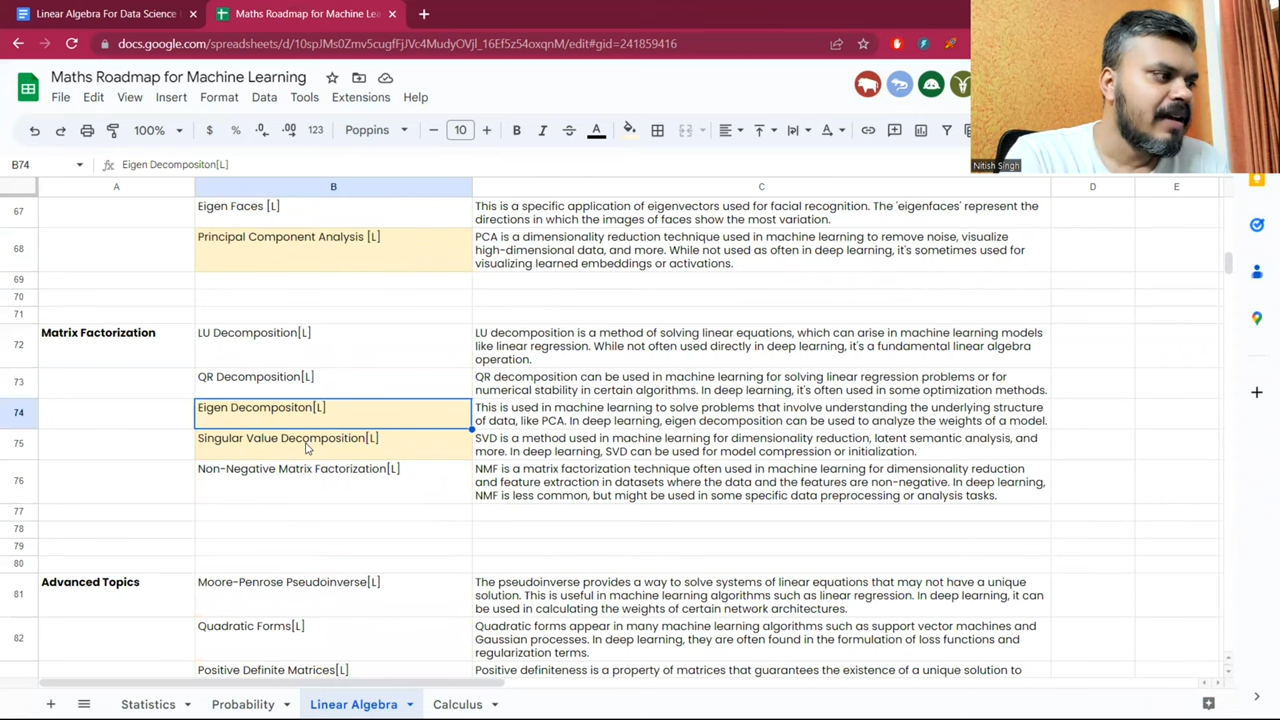 Linear Algebra For Data Science
Maths Roadmap for Machine Lea
docs.google.com/spreadsheets/d/10spJMs0Zmv5cugfFjJVc4MudyOVjl_16Ef5z54oxqnM/edit#gid=241859416
Maths Roadmap for Machine Learning
File Edit View Insert Format Data Tools Extensions Help
100% $ % .0 .00 123 Poppins 10 B I A
Nitish Singh
B74 fx Eigen Decompositon[L]
A B C D E
67 Eigen Faces [L] This is a specific application of eigenvectors used for facial recognition. The 'eigenfaces' represent the
directions in which the images of faces show the most variation.
68 Principal Component Analysis [L] PCA is a dimensionality reduction technique used in machine learning to remove noise, visualize
high-dimensional data, and more. While not used as often in deep learning, it's sometimes used for
visualizing learned embeddings or activations.
69
70
71
72 Matrix Factorization LU Decomposition[L] LU decomposition is a method of solving linear equations, which can arise in machine learning models
like linear regression. While not often used directly in deep learning, it's a fundamental linear algebra
operation.
73 QR Decomposition[L] QR decomposition can be used in machine learning for solving linear regression problems or for
numerical stability in certain algorithms. In deep learning, it's often used in some optimization methods.
74 Eigen Decompositon[L] This is used in machine learning to solve problems that involve understanding the underlying structure
of data, like PCA. In deep learning, eigen decomposition can be used to analyze the weights of a model.
75 Singular Value Decomposition[L] SVD is a method used in machine learning for dimensionality reduction, latent semantic analysis, and
more. In deep learning, SVD can be used for model compression or initialization.
76 Non-Negative Matrix Factorization[L] NMF is a matrix factorization technique often used in machine learning for dimensionality reduction
and feature extraction in datasets where the data and the features are non-negative. In deep learning,
NMF is less common, but might be used in some specific data preprocessing or analysis tasks.
77
78
79
80
81 Advanced Topics Moore-Penrose Pseudoinverse[L] The pseudoinverse provides a way to solve systems of linear equations that may not have a unique
solution. This is useful in machine learning algorithms such as linear regression. In deep learning, it can
be used in calculating the weights of certain network architectures.
82 Quadratic Forms[L] Quadratic forms appear in many machine learning algorithms such as support vector machines and
Gaussian processes. In deep learning, they are often found in the formulation of loss functions and
regularization terms.
Positive Definite Matrices[L] Positive definiteness is a property of matrices that guarantees the existence of a unique solution to
Statistics Probability Linear Algebra Calculus